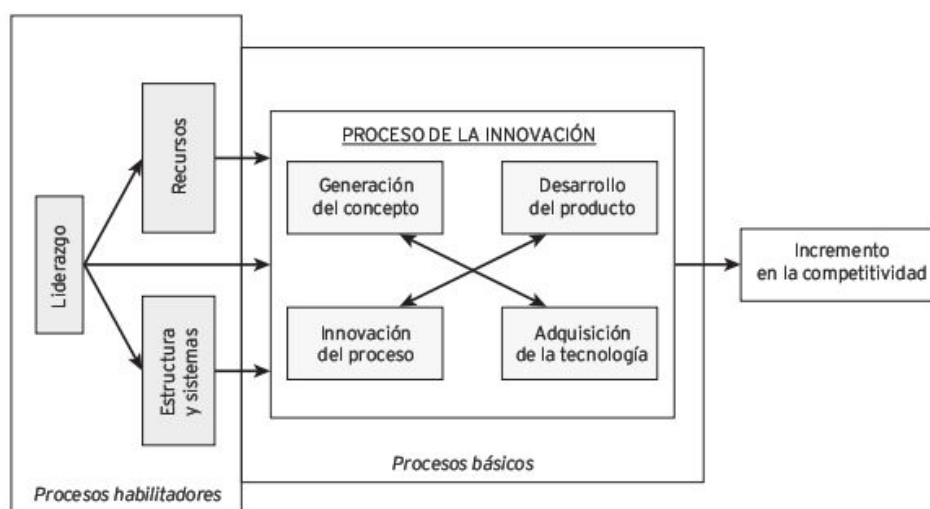 Liderazgo
Recursos
Estructura
y sistemas
Procesos habilitadores
PROCESO DE LA INNOVACIÓN
Generación
del concepto
Desarrollo
del producto
Innovación
del proceso
Adquisición
de la tecnología
Procesos básicos
Incremento
en la competitividad